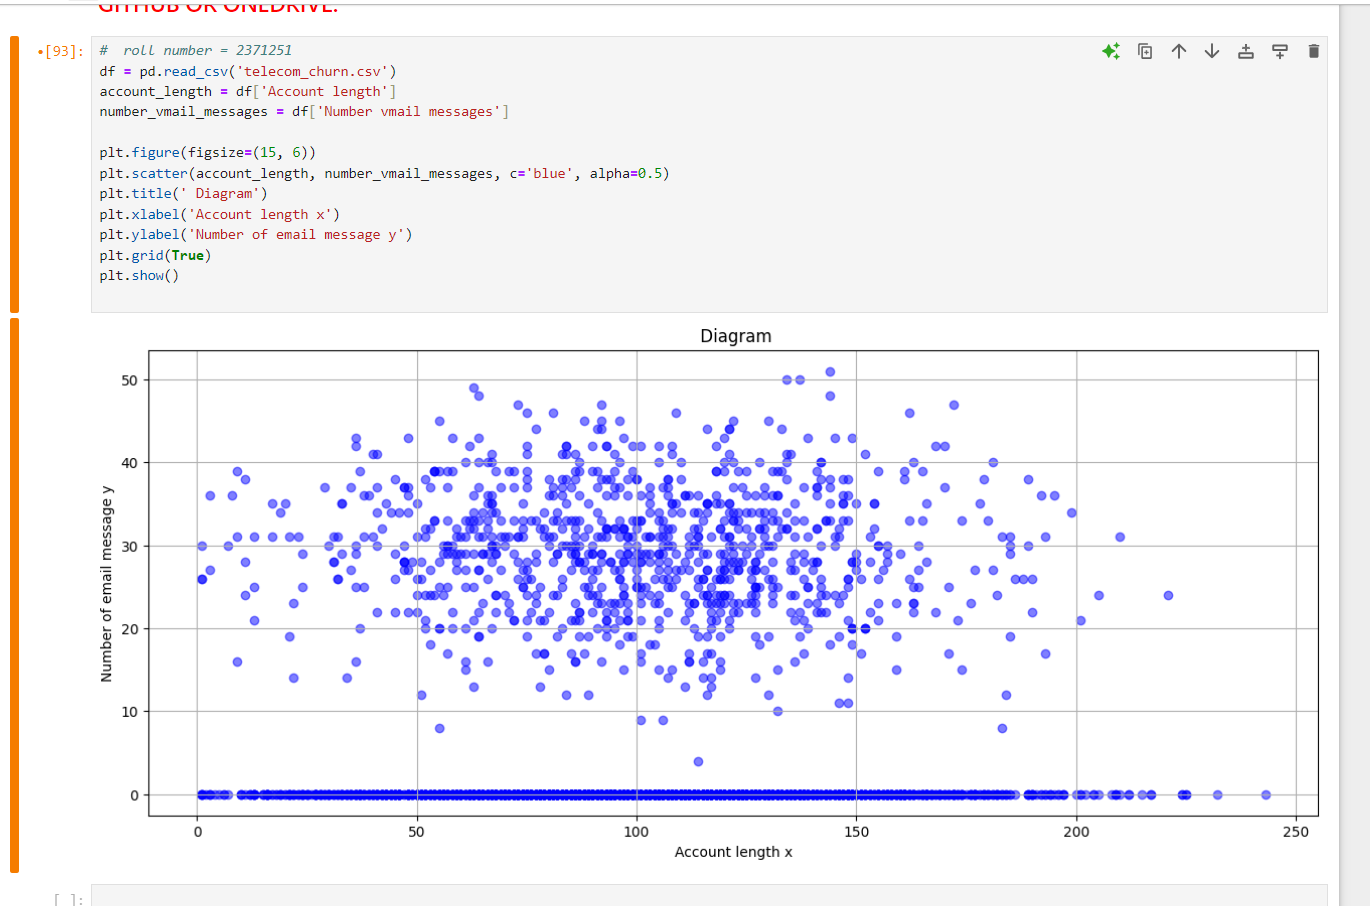 GITHUB OR ONEDRIVE.
•[93]:
# roll number = 2371251
df = pd.read_csv('telecom_churn.csv')
account_length = df['Account length']
number_vmail_messages = df['Number vmail messages']
plt.figure(figsize=(15, 6))
plt.scatter(account_length, number_vmail_messages, c='blue', alpha=0.5)
plt.title(' Diagram')
plt.xlabel('Account length x')
plt.ylabel('Number of email message y')
plt.grid(True)
plt.show()
Diagram
Number of email message y
50
40
30
20
10
0
0 50 100 150 200 250
Account length x
[ ]: